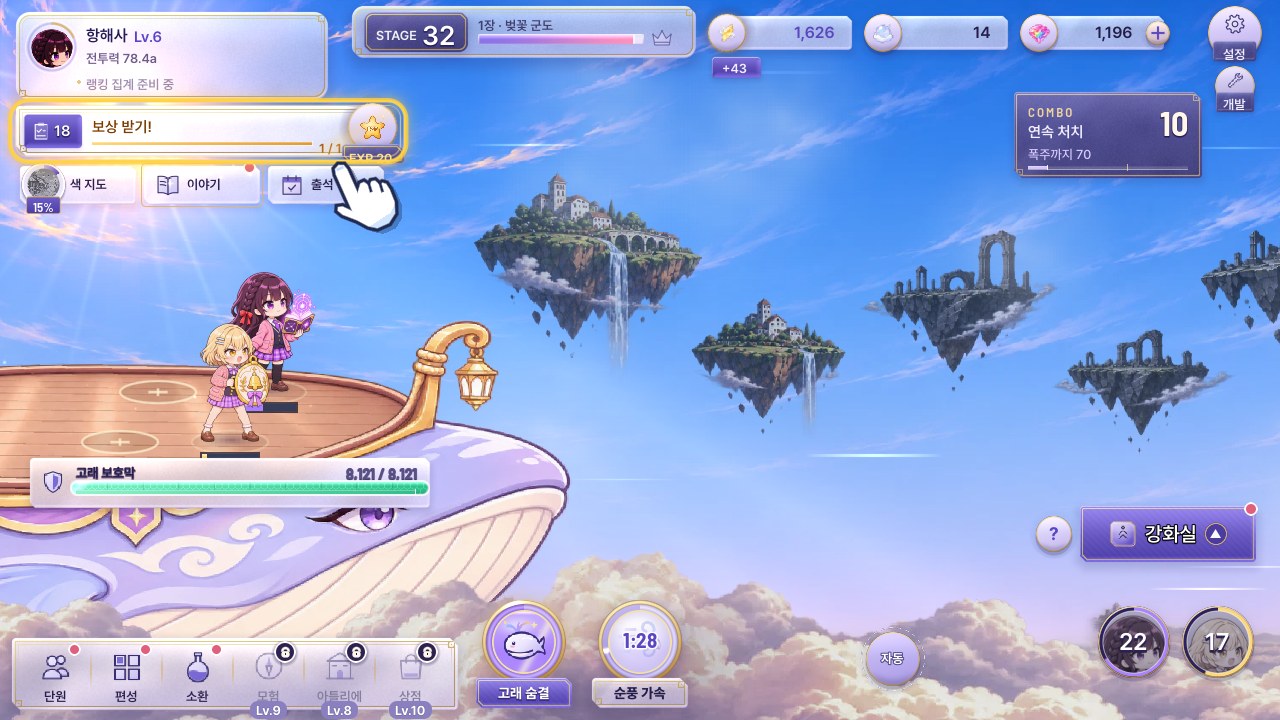 항해사 Lv.6
전투력 78.4a
랭킹 집계 준비 중
STAGE 32
1장 · 벚꽃 군도
1,626
+43
14
1,196
설정
개발
18
보상 받기!
1/1
EXP 20
색 지도
15%
이야기
출석
COMBO
연속 처치
10
폭주까지 70
고래 보호막
8,121 / 8,121
?
강화실
단원
편성
소환
모험
Lv.9
아틀리에
Lv.8
상점
Lv.10
고래 숨결
1:28
순풍 가속
자동
22
17